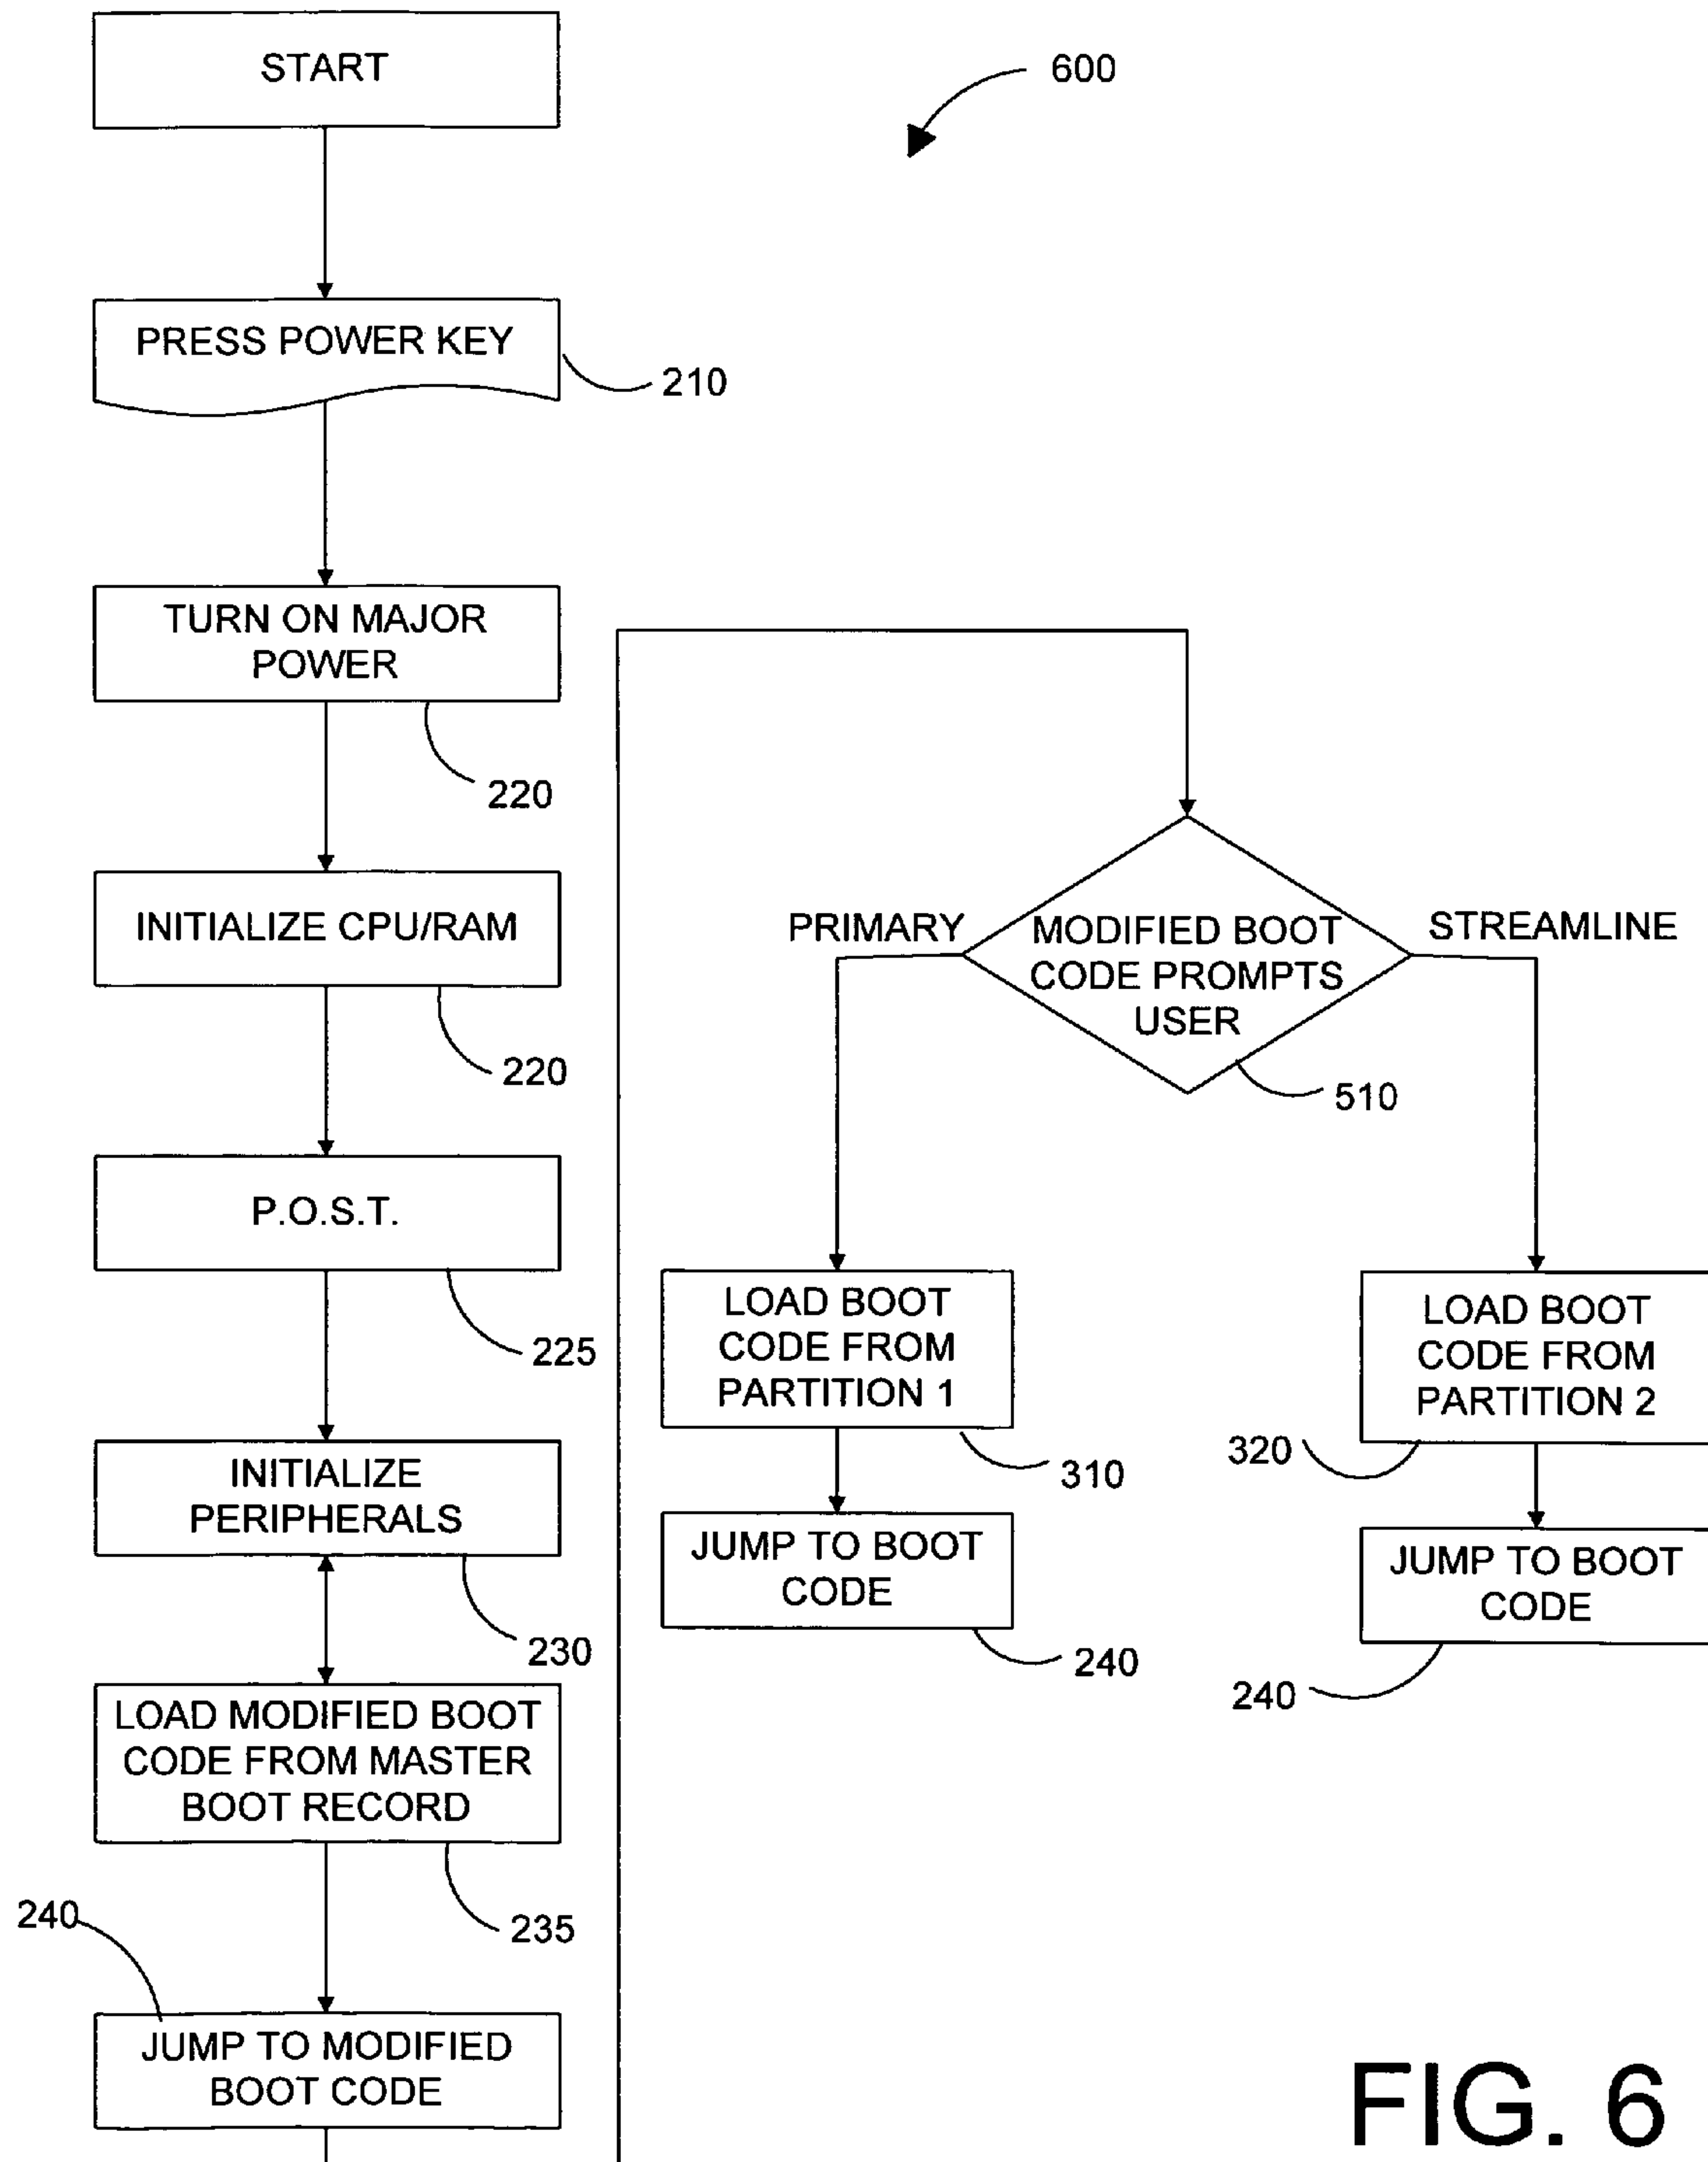 START
600
PRESS POWER KEY
210
TURN ON MAJOR
POWER
220
INITIALIZE CPU/RAM
220
P.O.S.T.
225
INITIALIZE
PERIPHERALS
230
LOAD MODIFIED BOOT
CODE FROM MASTER
BOOT RECORD
235
240
JUMP TO MODIFIED
BOOT CODE
MODIFIED BOOT
CODE PROMPTS
USER
510
PRIMARY
STREAMLINE
LOAD BOOT
CODE FROM
PARTITION 1
310
JUMP TO BOOT
CODE
240
LOAD BOOT
CODE FROM
PARTITION 2
320
JUMP TO BOOT
CODE
240
FIG. 6